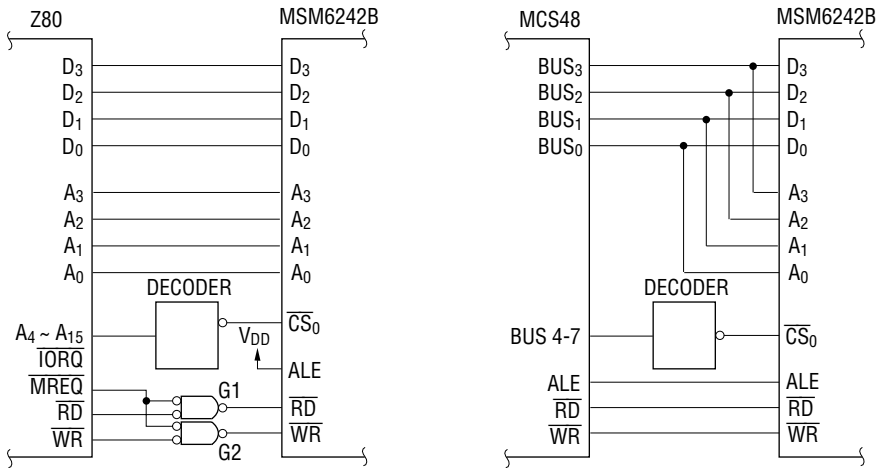 Z80 MSM6242B
D3 D3
D2 D2
D1 D1
D0 D0
A3 A3
A2 A2
A1 A1
A0 A0
DECODER
A4 ~ A15 VDD CS0
IORQ
MREQ G1 ALE
RD RD
WR G2 WR
MCS48 MSM6242B
BUS3 D3
BUS2 D2
BUS1 D1
BUS0 D0
A3
A2
A1
A0
DECODER
BUS 4-7 CS0
ALE ALE
RD RD
WR WR